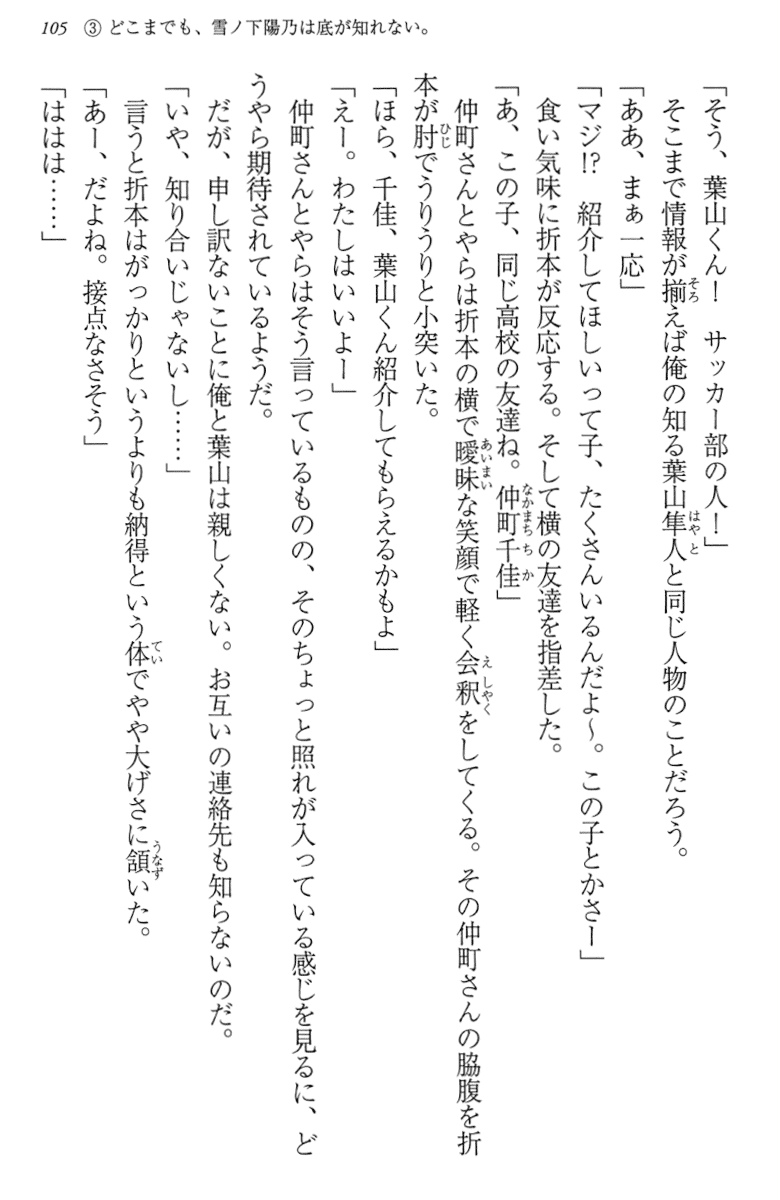 105 ③ どこまでも、雪ノ下陽乃は底が知れない。
「そう、葉山くん！　サッカー部の人！」
そこまで情報が揃えば俺の知る葉山隼人と同じ人物のことだろう。
「ああ、まぁ一応」
「マジ!?　紹介してほしいって子、たくさんいるんだよ～。この子とかさー」
食い気味に折本が反応する。そして横の友達を指差した。
「あ、この子、同じ高校の友達ね。仲町千佳」
仲町さんとやらは折本の横で曖昧な笑顔で軽く会釈をしてくる。その仲町さんの脇腹を折
本が肘でうりうりと小突いた。
「ほら、千佳、葉山くん紹介してもらえるかもよ」
「えー。わたしはいいよー」
仲町さんとやらはそう言っているものの、そのちょっと照れが入っている感じを見るに、ど
うやら期待されているようだ。
だが、申し訳ないことに俺と葉山は親しくない。お互いの連絡先も知らないのだ。
「いや、知り合いじゃないし……」
言うと折本はがっかりというよりも納得という体でやや大げさに頷いた。
「あー、だよね。接点なさそう」
「ははは……」